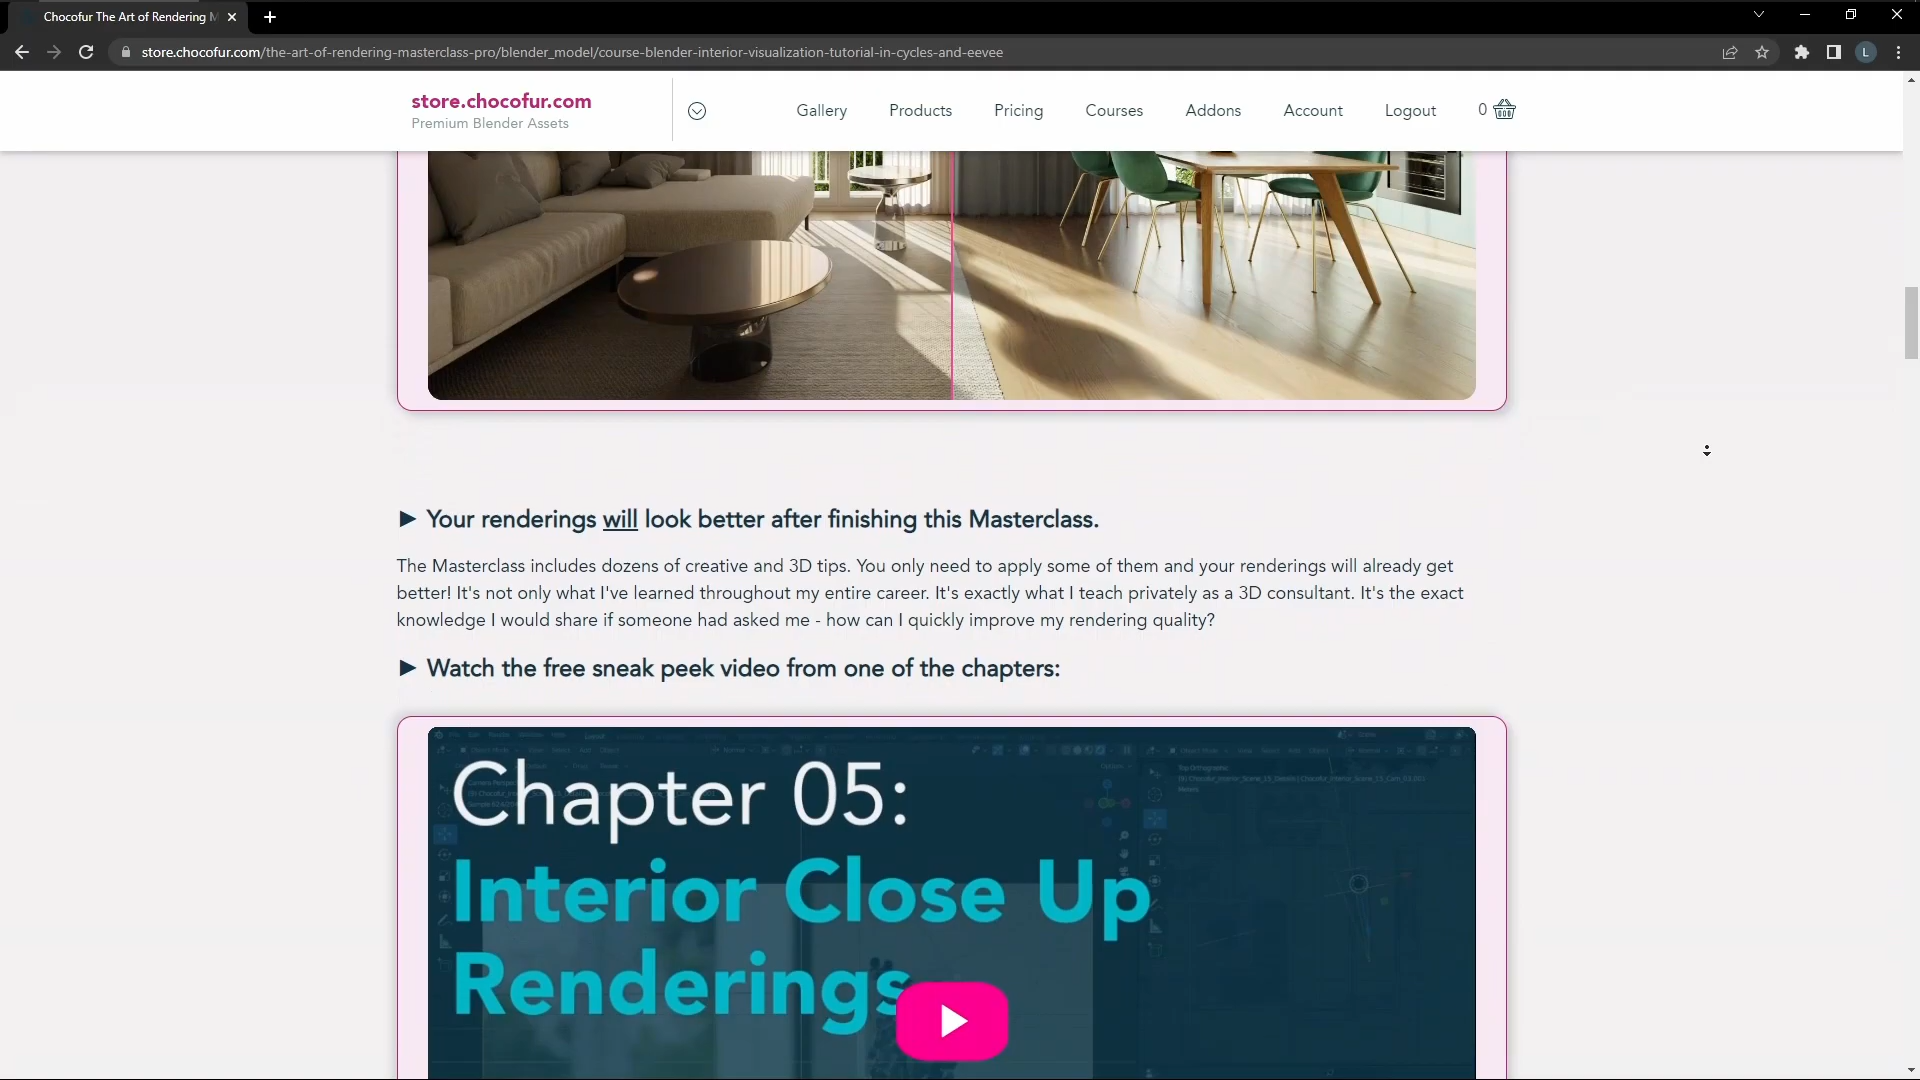 Chocofur The Art of Rendering M
store.chocofur.com/the-art-of-rendering-masterclass-pro/blender_model/course-blender-interior-visualization-tutorial-in-cycles-and-eevee
L
store.chocofur.com
Premium Blender Assets
Gallery Products Pricing Courses Addons Account Logout 0
► Your renderings will look better after finishing this Masterclass.
The Masterclass includes dozens of creative and 3D tips. You only need to apply some of them and your renderings will already get
better! It's not only what I've learned throughout my entire career. It's exactly what I teach privately as a 3D consultant. It's the exact
knowledge I would share if someone had asked me - how can I quickly improve my rendering quality?
► Watch the free sneak peek video from one of the chapters:
Chapter 05:
Interior Close Up
Renderings